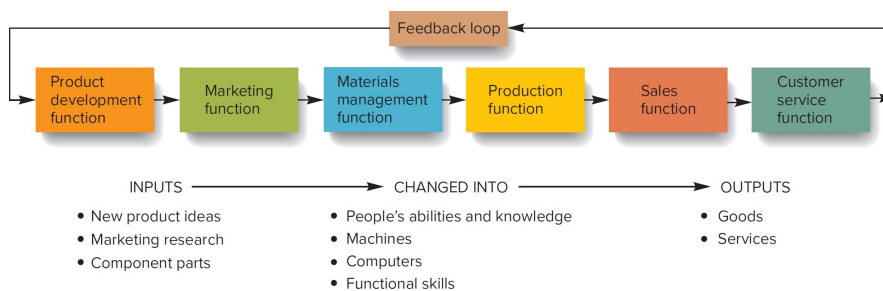 Feedback loop
Product
development
function
Marketing
function
Materials
management
function
Production
function
Sales
function
Customer
service
function
INPUTS
CHANGED INTO
OUTPUTS
• New product ideas
• Marketing research
• Component parts
• People’s abilities and knowledge
• Machines
• Computers
• Functional skills
• Goods
• Services